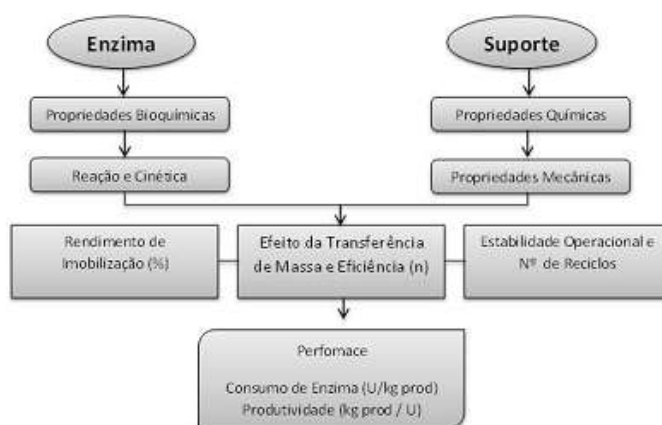 Enzima
Suporte
Propriedades Bioquímicas
Propriedades Químicas
Reação e Cinética
Propriedades Mecânicas
Rendimento de
Imobilização (%)
Efeito da Transferência
de Massa e Eficiência (n)
Estabilidade Operacional e
Nº de Reciclos
Perfomace
Consumo de Enzima (U/kg prod)
Produtividade (kg prod / U)